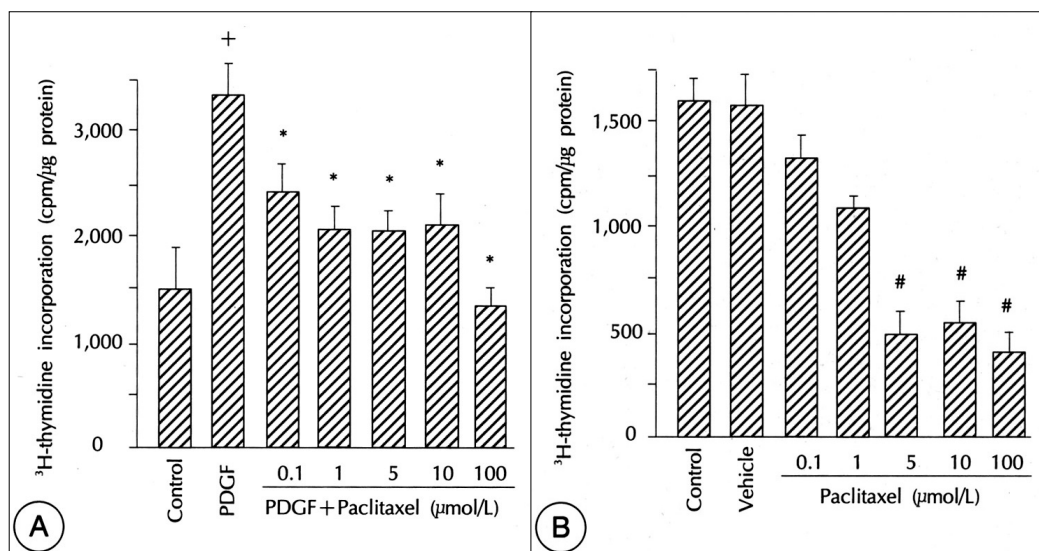 ³H-thymidine incorporation (cpm/µg protein)
3,000
2,000
1,000
0
+
*
*
*
*
*
Control
PDGF
0.1 1 5 10 100
PDGF+Paclitaxel (µmol/L)
A
³H-thymidine incorporation (cpm/µg protein)
1,500
1,000
500
0
#
#
#
Control
Vehicle
0.1 1 5 10 100
Paclitaxel (µmol/L)
B